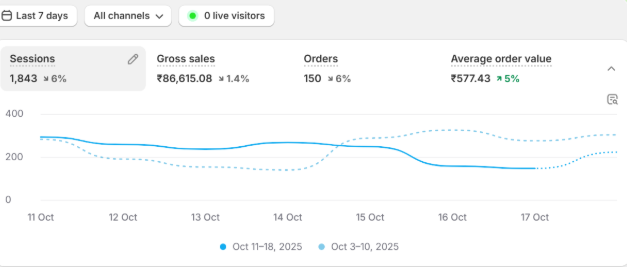 Last 7 days All channels 0 live visitors
Sessions Gross sales Orders Average order value
1,843 ↘ 6% ₹86,615.08 ↘ 1.4% 150 ↘ 6% ₹577.43 ↗ 5%
400
200
0
11 Oct 12 Oct 13 Oct 14 Oct 15 Oct 16 Oct 17 Oct
Oct 11–18, 2025 Oct 3–10, 2025